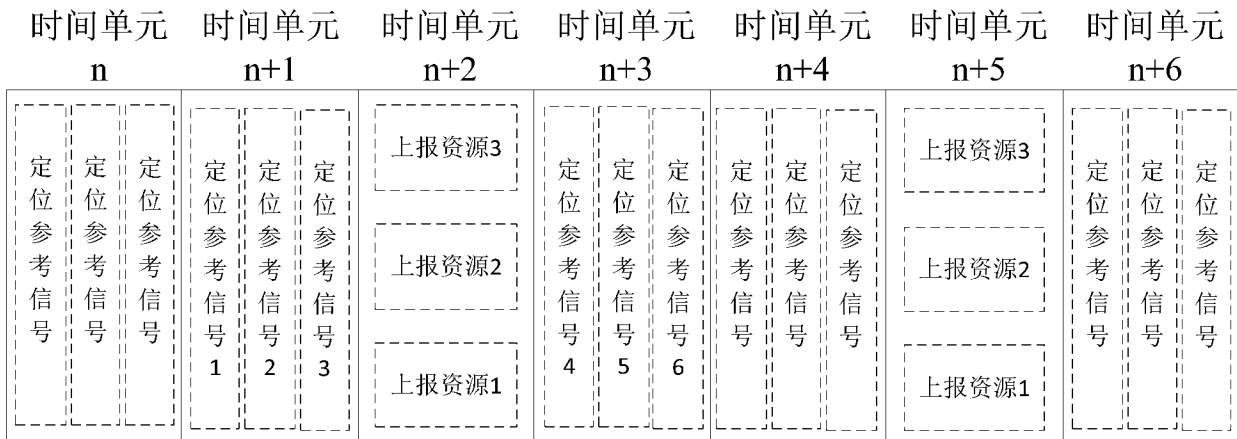 时间单元 时间单元 时间单元 时间单元 时间单元 时间单元 时间单元
n n+1 n+2 n+3 n+4 n+5 n+6
定位参考信号
定位参考信号
定位参考信号
定位参考信号1
定位参考信号2
定位参考信号3
上报资源3
上报资源2
上报资源1
定位参考信号4
定位参考信号5
定位参考信号6
定位参考信号
定位参考信号
定位参考信号
上报资源3
上报资源2
上报资源1
定位参考信号
定位参考信号
定位参考信号